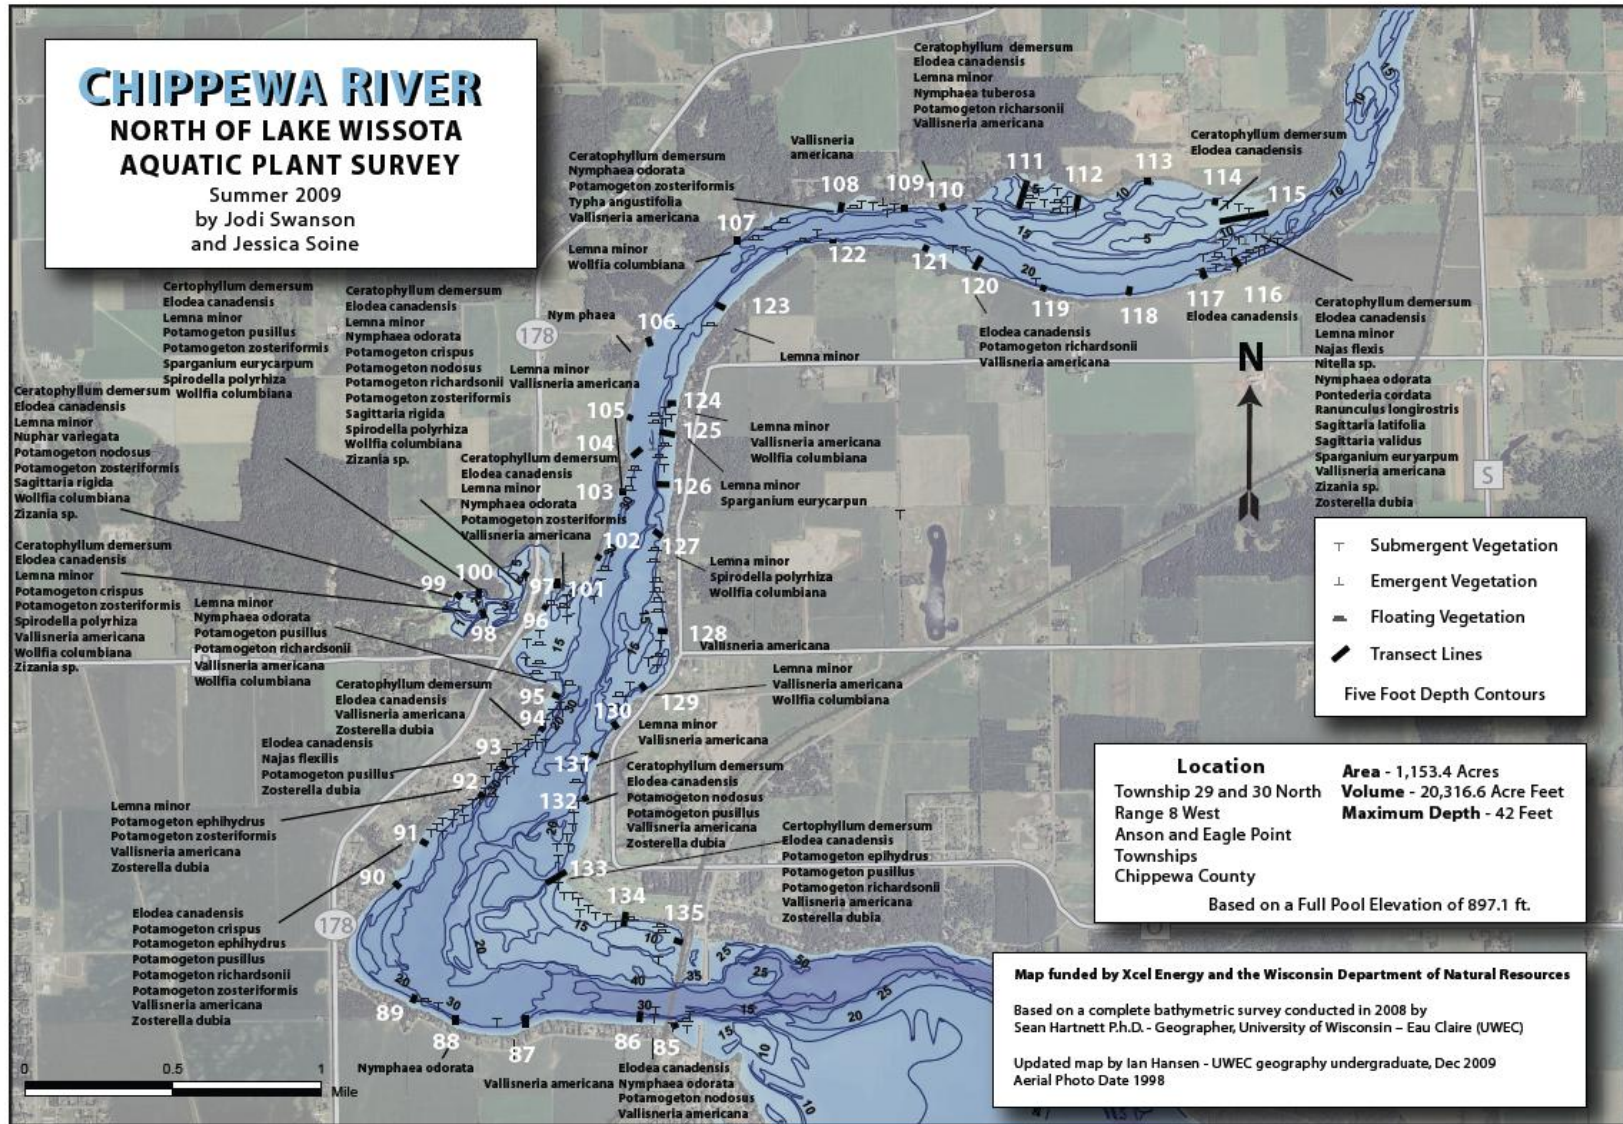 CHIPPEWA RIVER
NORTH OF LAKE WISSOTA
AQUATIC PLANT SURVEY
Summer 2009
by Jodi Swanson
and Jessica Soine
Ceratophyllum demersum
Elodea canadensis
Lemna minor
Nymphaea tuberosa
Potamogeton richarsonii
Vallisneria americana
Vallisneria
americana
Ceratophyllum demersum
Elodea canadensis
Ceratophyllum demersum
Nymphaea odorata
Potamogeton zosteriformis
Typha angustifolia
Vallisneria americana
Lemna minor
Wollfia columbiana
107
108
109
110
111
112
113
114
115
122
121
120
119
118
117
116
Elodea canadensis
Elodea canadensis
Potamogeton richardsonii
Vallisneria americana
Certophyllum demersum
Elodea canadensis
Lemna minor
Potamogeton pusillus
Potamogeton zosteriformis
Sparganium eurycarpum
Spirodella polyrhiza
Wollfia columbiana
Ceratophyllum demersum
Elodea canadensis
Lemna minor
Nymphaea odorata
Potamogeton crispus
Potamogeton nodosus
Potamogeton richardsonii
Potamogeton zosteriformis
Sagittaria rigida
Spirodella polyrhiza
Wollfia columbiana
Zizania sp.
178
Nym phaea
106
123
Lemna minor
Lemna minor
Vallisneria americana
105
104
103
124
125
126
Lemna minor
Vallisneria americana
Wollfia columbiana
Lemna minor
Sparganium eurycarpun
Ceratophyllum demersum
Elodea canadensis
Lemna minor
Najas flexis
Nitella sp.
Nymphaea odorata
Pontederia cordata
Ranunculus longirostris
Sagittaria latifolia
Sagittaria validus
Sparganium euryarpum
Vallisneria americana
Zizania sp.
Zosterella dubia
N
S
Ceratophyllum demersum
Elodea canadensis
Lemna minor
Nuphar variegata
Potamogeton nodosus
Potamogeton zosteriformis
Sagittaria rigida
Wollfia columbiana
Zizania sp.
Ceratophyllum demersum
Elodea canadensis
Lemna minor
Nymphaea odorata
Potamogeton zosteriformis
Vallisneria americana
102
127
Lemna minor
Spirodella polyrhiza
Wollfia columbiana
Ceratophyllum demersum
Elodea canadensis
Lemna minor
Potamogeton crispus
Potamogeton zosteriformis
Spirodella polyrhiza
Vallisneria americana
Wollfia columbiana
Zizania sp.
99
100
97
101
98
96
Lemna minor
Nymphaea odorata
Potamogeton pusillus
Potamogeton richardsonii
Vallisneria americana
Wollfia columbiana
128
Vallisneria americana
Lemna minor
Vallisneria americana
Wollfia columbiana
129
130
Lemna minor
Vallisneria americana
Ceratophyllum demersum
Elodea canadensis
Vallisneria americana
Zosterella dubia
95
94
Elodea canadensis
Najas flexilis
Potamogeton pusillus
Zosterella dubia
93
92
131
132
Ceratophyllum demersum
Elodea canadensis
Potamogeton nodosus
Potamogeton pusillus
Vallisneria americana
Zosterella dubia
Lemna minor
Potamogeton ephihydrus
Potamogeton zosteriformis
Vallisneria americana
Zosterella dubia
91
90
133
134
135
Certophyllum demersum
Elodea canadensis
Potamogeton epihydrus
Potamogeton pusillus
Potamogeton richardsonii
Vallisneria americana
Zosterella dubia
178
Elodea canadensis
Potamogeton crispus
Potamogeton ephihydrus
Potamogeton pusillus
Potamogeton richardsonii
Potamogeton zosteriformis
Vallisneria americana
Zosterella dubia
89
88
87
86
85
Nymphaea odorata
Vallisneria americana
Elodea canadensis
Nymphaea odorata
Potamogeton nodosus
Vallisneria americana
0 0.5 1
Mile
Submergent Vegetation
Emergent Vegetation
Floating Vegetation
Transect Lines
Five Foot Depth Contours
Location
Township 29 and 30 North
Range 8 West
Anson and Eagle Point
Townships
Chippewa County
Area - 1,153.4 Acres
Volume - 20,316.6 Acre Feet
Maximum Depth - 42 Feet
Based on a Full Pool Elevation of 897.1 ft.
Map funded by Xcel Energy and the Wisconsin Department of Natural Resources
Based on a complete bathymetric survey conducted in 2008 by
Sean Hartnett P.h.D. - Geographer, University of Wisconsin – Eau Claire (UWEC)
Updated map by Ian Hansen - UWEC geography undergraduate, Dec 2009
Aerial Photo Date 1998